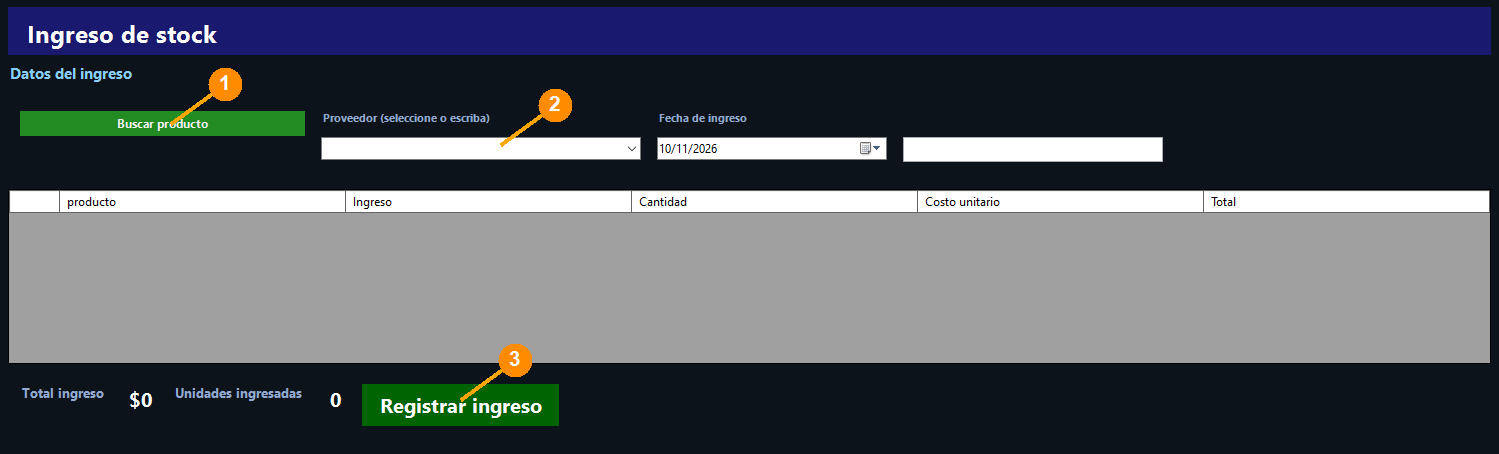 Ingreso de stock
Datos del ingreso
1
Buscar producto
Proveedor (seleccione o escriba)
2
Fecha de ingreso
10/11/2026
producto Ingreso Cantidad Costo unitario Total
3
Total ingreso $0 Unidades ingresadas 0 Registrar ingreso